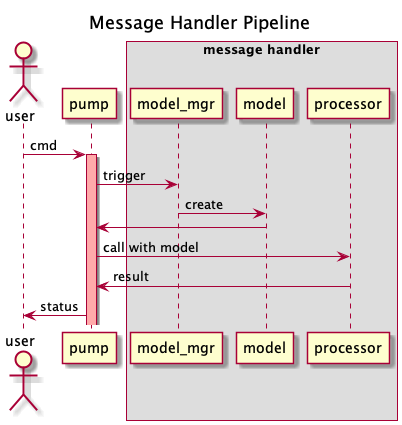 Message Handler Pipeline
message handler
user
pump
model_mgr
model
processor
cmd
trigger
create
call with model
result
status
user
pump
model_mgr
model
processor